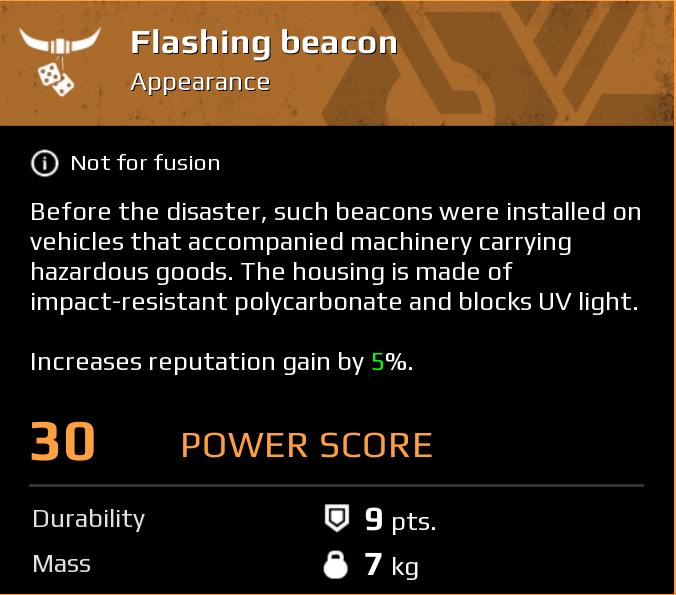 Flashing beacon
Appearance
Not for fusion
Before the disaster, such beacons were installed on
vehicles that accompanied machinery carrying
hazardous goods. The housing is made of
impact-resistant polycarbonate and blocks UV light.
Increases reputation gain by 5%.
30 POWER SCORE
Durability 9 pts.
Mass 7 kg